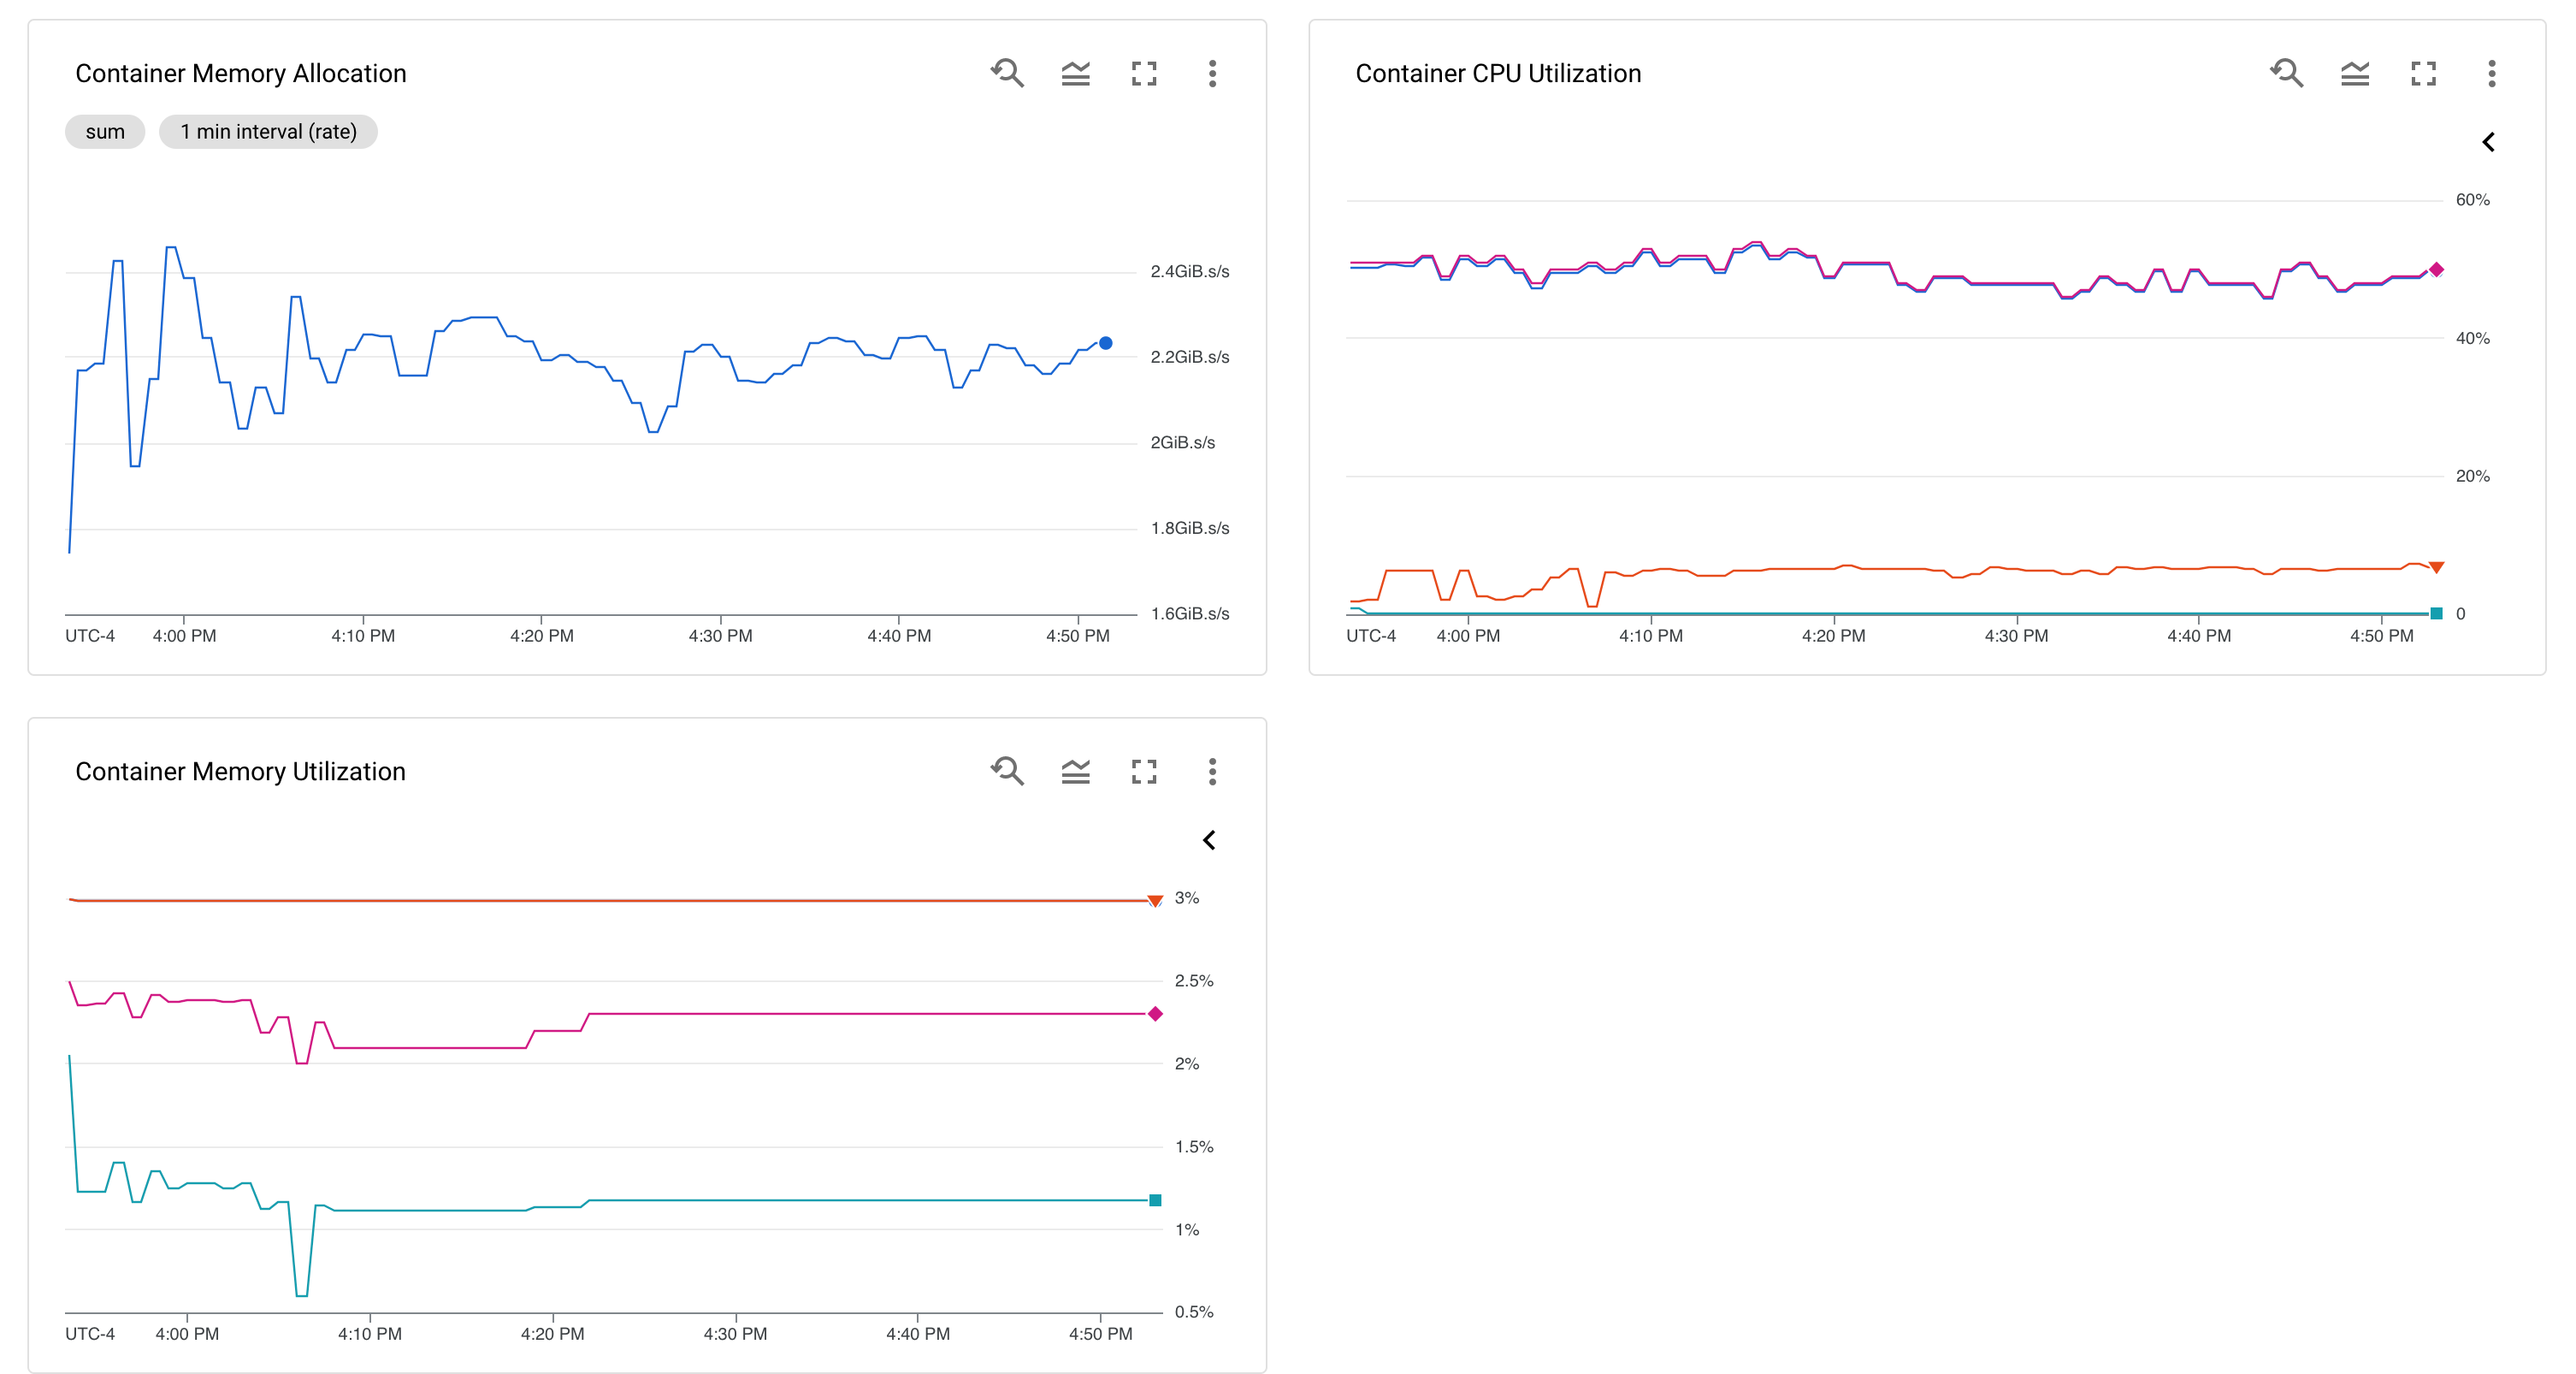 Container Memory Allocation
sum 1 min interval (rate)
2.4GiB.s/s
2.2GiB.s/s
2GiB.s/s
1.8GiB.s/s
1.6GiB.s/s
UTC-4 4:00 PM 4:10 PM 4:20 PM 4:30 PM 4:40 PM 4:50 PM
Container CPU Utilization
60%
40%
20%
0
UTC-4 4:00 PM 4:10 PM 4:20 PM 4:30 PM 4:40 PM 4:50 PM
Container Memory Utilization
3%
2.5%
2%
1.5%
1%
0.5%
UTC-4 4:00 PM 4:10 PM 4:20 PM 4:30 PM 4:40 PM 4:50 PM